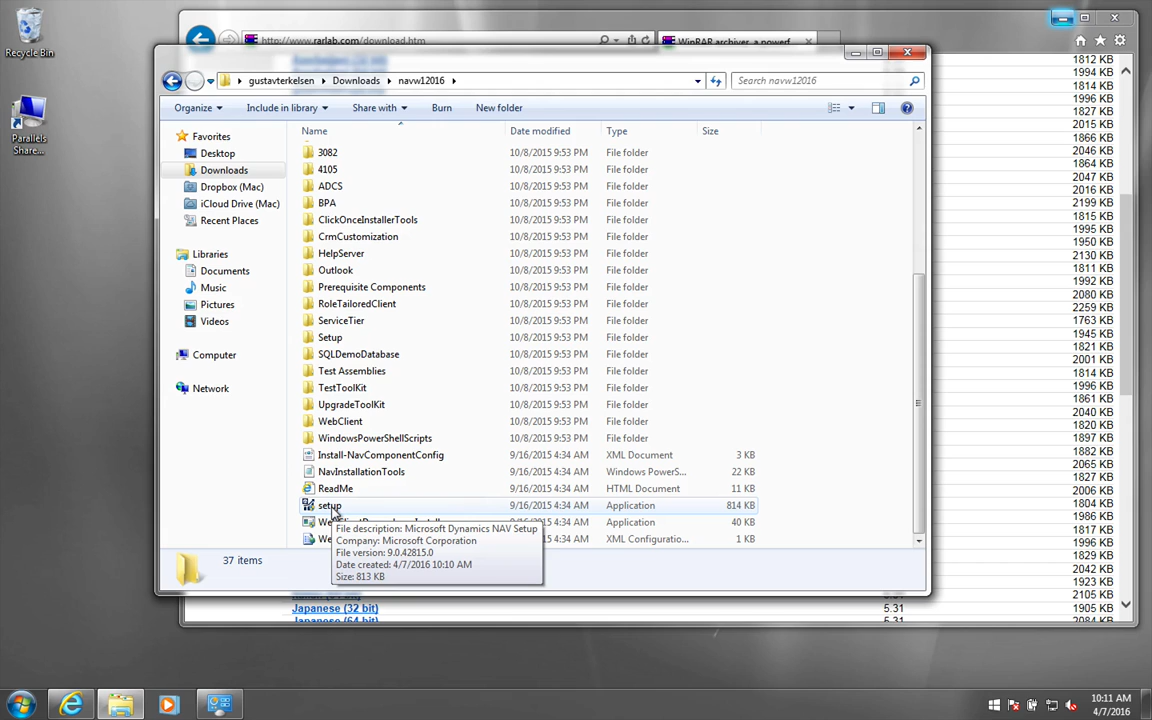 Recycle Bin
Parallels
Share...
http://www.rarlab.com/download.htm
WinRAR archiver, a powerf...
gustavterkelsen
Downloads
navw12016
Search navw12016
Organize
Include in library
Share with
Burn
New folder
Name
Date modified
Type
Size
Favorites
Desktop
Downloads
Dropbox (Mac)
iCloud Drive (Mac)
Recent Places
Libraries
Documents
Music
Pictures
Videos
Computer
Network
3082 10/8/2015 9:53 PM File folder
4105 10/8/2015 9:53 PM File folder
ADCS 10/8/2015 9:53 PM File folder
BPA 10/8/2015 9:53 PM File folder
ClickOnceInstallerTools 10/8/2015 9:53 PM File folder
CrmCustomization 10/8/2015 9:53 PM File folder
HelpServer 10/8/2015 9:53 PM File folder
Outlook 10/8/2015 9:53 PM File folder
Prerequisite Components 10/8/2015 9:53 PM File folder
RoleTailoredClient 10/8/2015 9:53 PM File folder
ServiceTier 10/8/2015 9:53 PM File folder
Setup 10/8/2015 9:53 PM File folder
SQLDemoDatabase 10/8/2015 9:53 PM File folder
Test Assemblies 10/8/2015 9:53 PM File folder
TestToolKit 10/8/2015 9:53 PM File folder
UpgradeToolKit 10/8/2015 9:53 PM File folder
WebClient 10/8/2015 9:53 PM File folder
WindowsPowerShellScripts 10/8/2015 9:53 PM File folder
Install-NavComponentConfig 9/16/2015 4:34 AM XML Document 3 KB
NavInstallationTools 9/16/2015 4:34 AM Windows PowerS... 22 KB
ReadMe 9/16/2015 4:34 AM HTML Document 11 KB
setup 9/16/2015 4:34 AM Application 814 KB
4:34 AM Application 40 KB
4:34 AM XML Configuratio... 1 KB
File description: Microsoft Dynamics NAV Setup
Company: Microsoft Corporation
File version: 9.0.42815.0
Date created: 4/7/2016 10:10 AM
Size: 813 KB
37 items
1812 KB
1994 KB
1814 KB
1996 KB
1827 KB
2015 KB
1866 KB
2046 KB
1864 KB
2047 KB
2016 KB
2199 KB
1815 KB
1995 KB
1950 KB
2130 KB
1811 KB
1992 KB
2080 KB
2259 KB
1763 KB
1945 KB
1821 KB
2001 KB
1814 KB
1996 KB
1861 KB
2040 KB
1820 KB
1897 KB
2082 KB
1882 KB
2065 KB
1827 KB
2007 KB
1829 KB
2009 KB
1856 KB
2036 KB
1742 KB
1923 KB
2105 KB
Japanese (32 bit) 5.31 1905 KB
Japanese (64 bit) 5.31 2084 KB
10:11 AM
4/7/2016